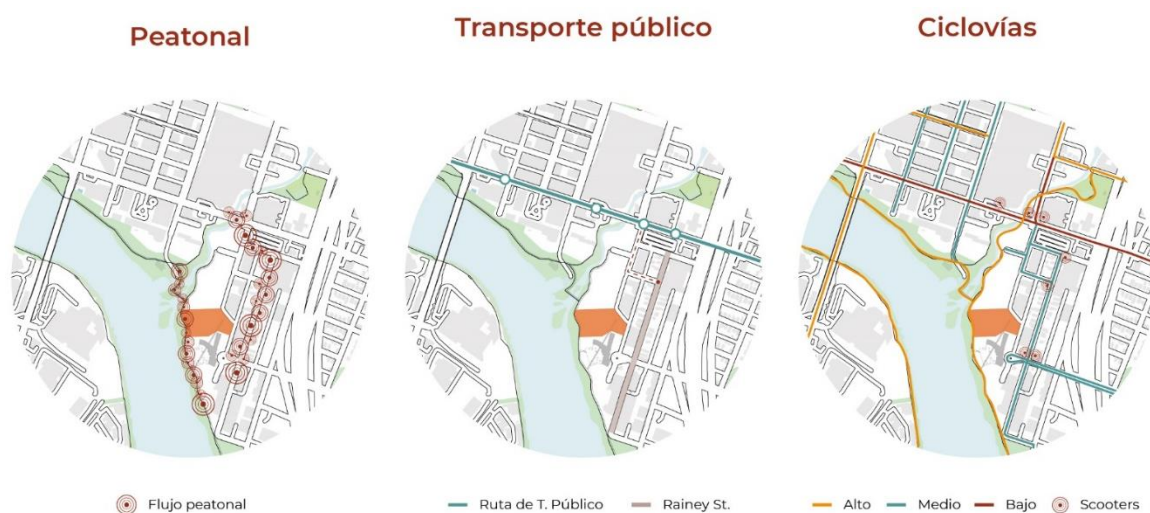 Peatonal
Transporte público
Ciclovías
Flujo peatonal
Ruta de T. Público
Rainey St.
Alto
Medio
Bajo
Scooters